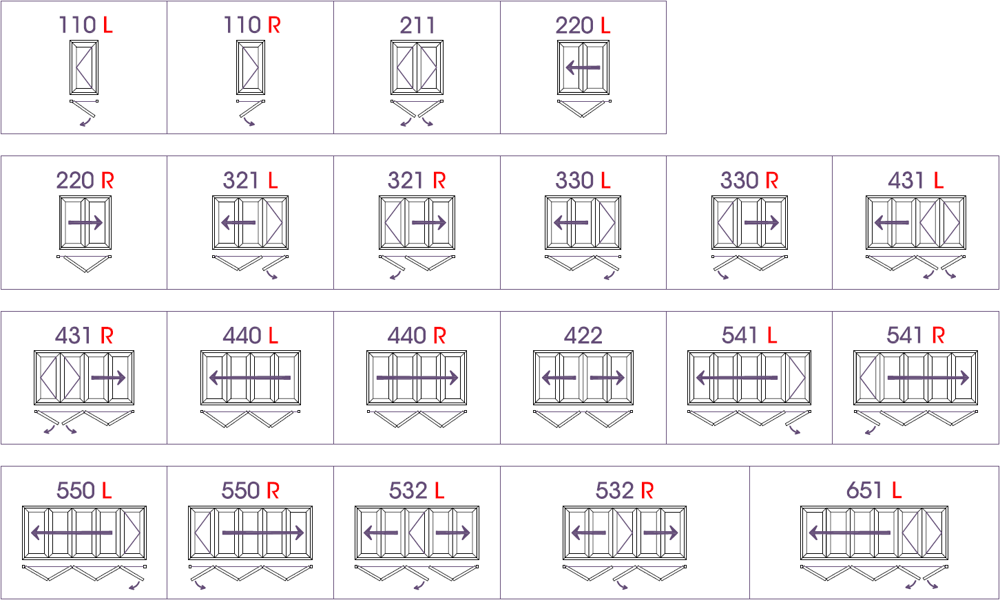 110 L
110 R
211
220 L
220 R
321 L
321 R
330 L
330 R
431 L
431 R
440 L
440 R
422
541 L
541 R
550 L
550 R
532 L
532 R
651 L